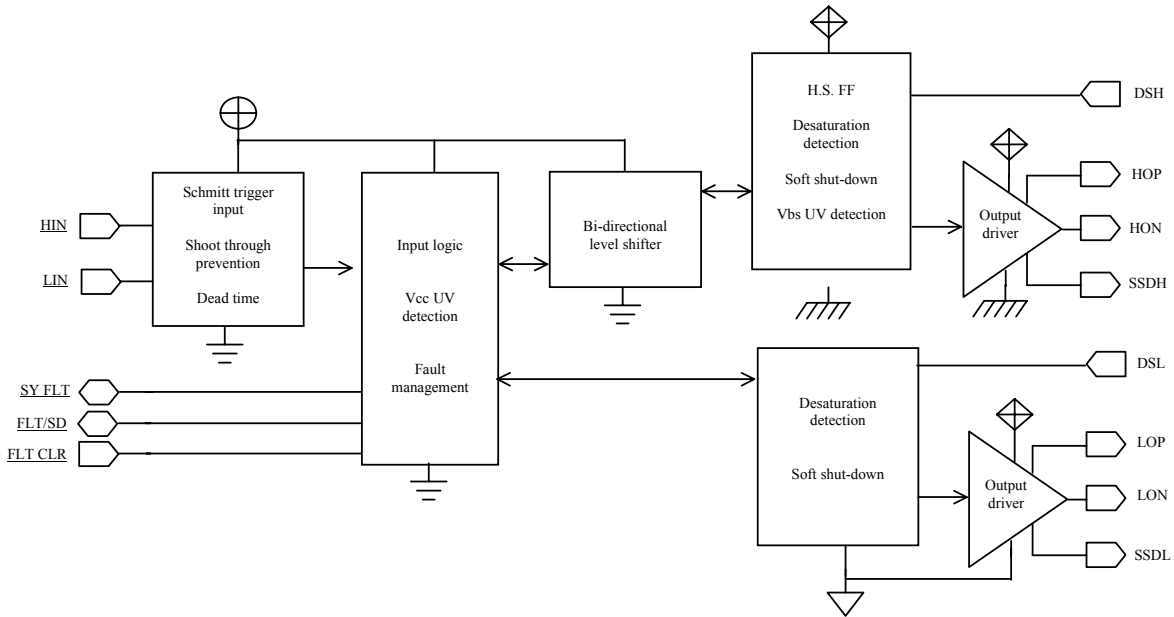 HIN
LIN
SY FLT
FLT/SD
FLT CLR
Schmitt trigger
input
Shoot through
prevention
Dead time
Input logic
Vcc UV
detection
Fault
management
Bi-directional
level shifter
H.S. FF
Desaturation
detection
Soft shut-down
Vbs UV detection
Output
driver
DSH
HOP
HON
SSDH
Desaturation
detection
Soft shut-down
Output
driver
DSL
LOP
LON
SSDL